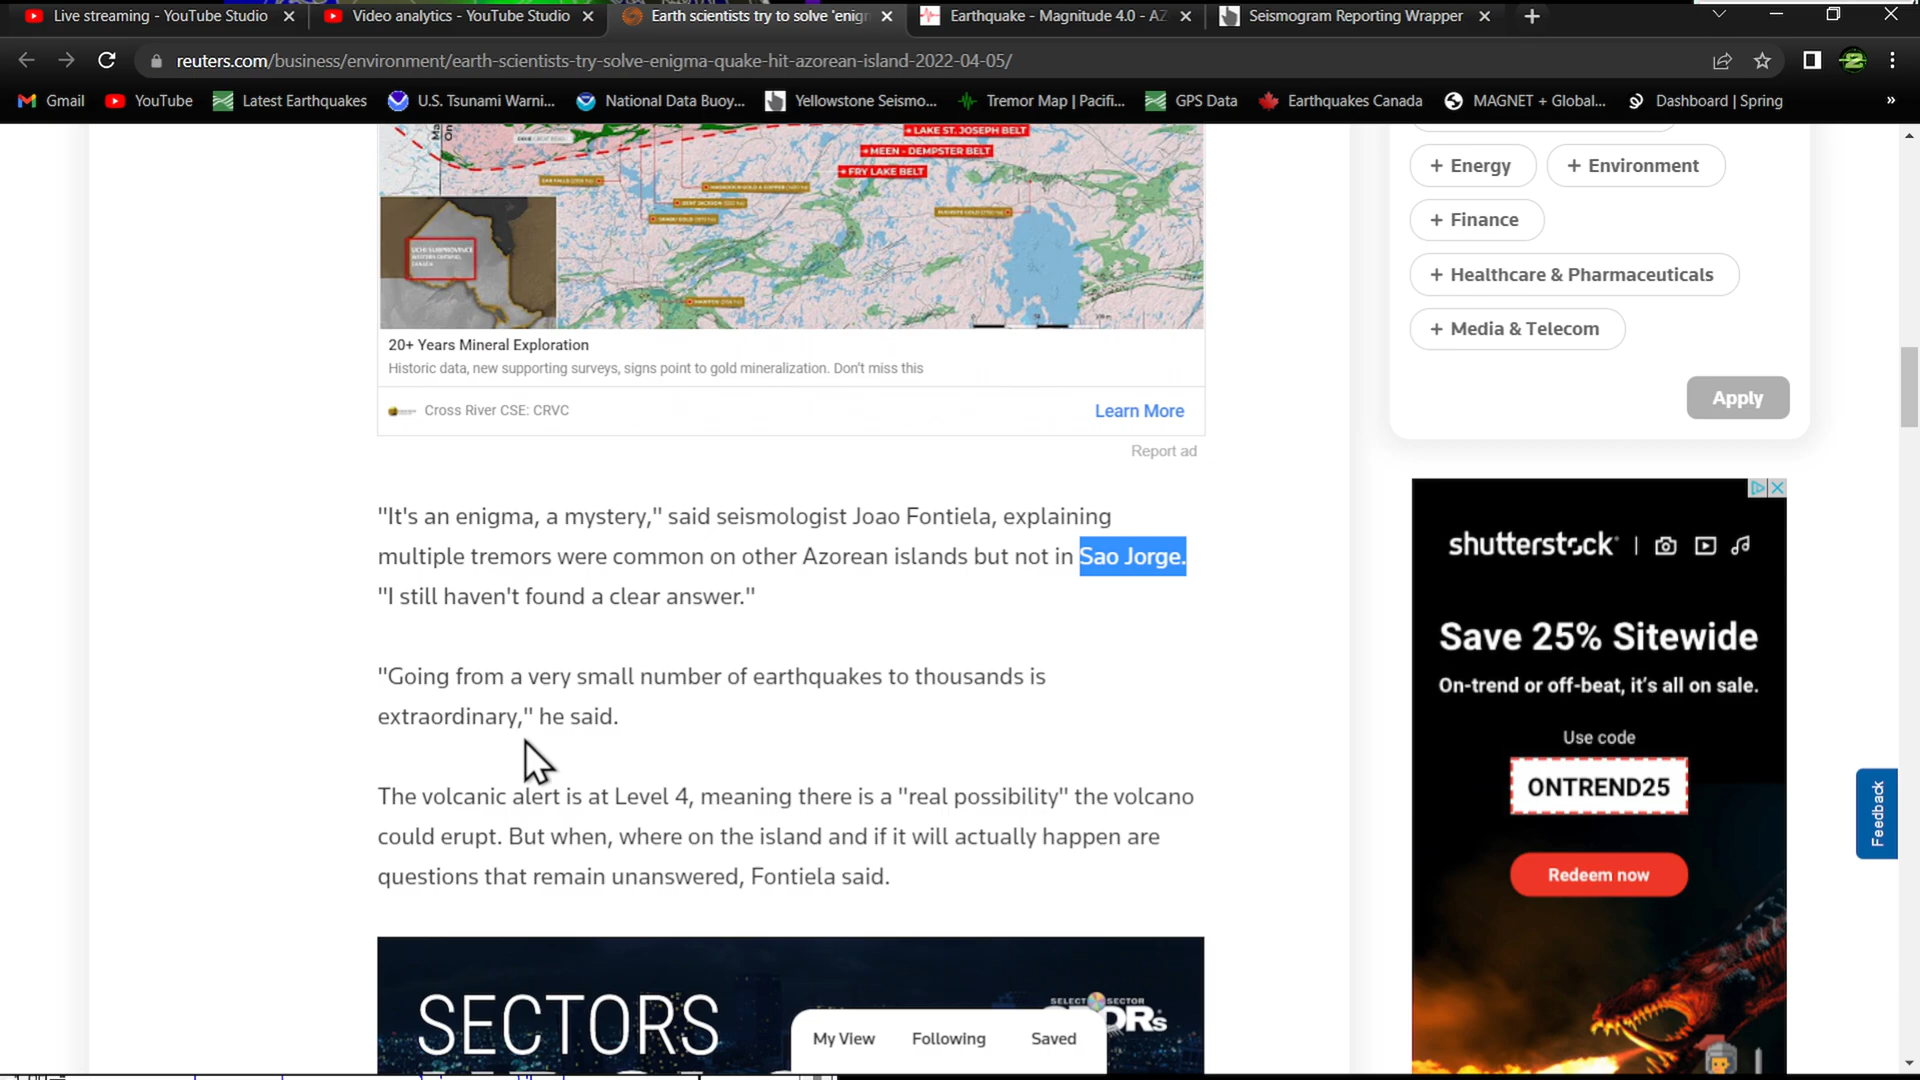 Live streaming - YouTube Studio
Video analytics - YouTube Studio
Earth scientists try to solve 'enig
Earthquake - Magnitude 4.0 - AZ
Seismogram Reporting Wrapper
reuters.com/business/environment/earth-scientists-try-solve-enigma-quake-hit-azorean-island-2022-04-05/
Gmail
YouTube
Latest Earthquakes
U.S. Tsunami Warni...
National Data Buoy...
Yellowstone Seismo...
Tremor Map | Pacifi...
GPS Data
Earthquakes Canada
MAGNET + Global...
Dashboard | Spring
»
LAKE ST. JOSEPH BELT
MEEN - DEMPSTER BELT
FRY LAKE BELT
UCHI SUBPROVINCE
20+ Years Mineral Exploration
Historic data, new supporting surveys, signs point to gold mineralization. Don't miss this
Cross River CSE: CRVC
Learn More
Report ad
"It's an enigma, a mystery," said seismologist Joao Fontiela, explaining
multiple tremors were common on other Azorean islands but not in Sao Jorge.
"I still haven't found a clear answer."
"Going from a very small number of earthquakes to thousands is
extraordinary," he said.
The volcanic alert is at Level 4, meaning there is a "real possibility" the volcano
could erupt. But when, where on the island and if it will actually happen are
questions that remain unanswered, Fontiela said.
SECTORS
SELECT SECTOR
My View
Following
Saved
+ Energy
+ Environment
+ Finance
+ Healthcare & Pharmaceuticals
+ Media & Telecom
Apply
shutterstock
Save 25% Sitewide
On-trend or off-beat, it's all on sale.
Use code
ONTREND25
Redeem now
Feedback